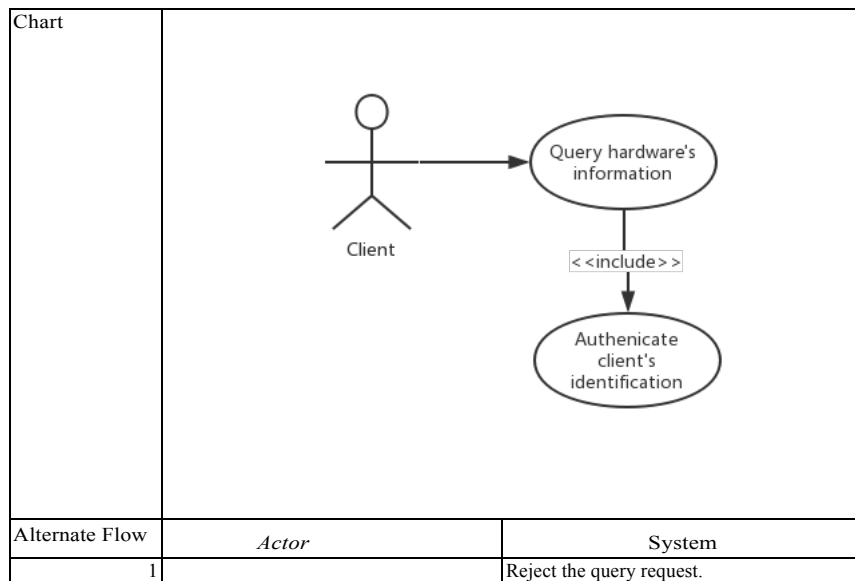 Chart
Query hardware's
information
Client
<<include>>
Authenicate
client's
identification
Alternate Flow Actor System
1 Reject the query request.